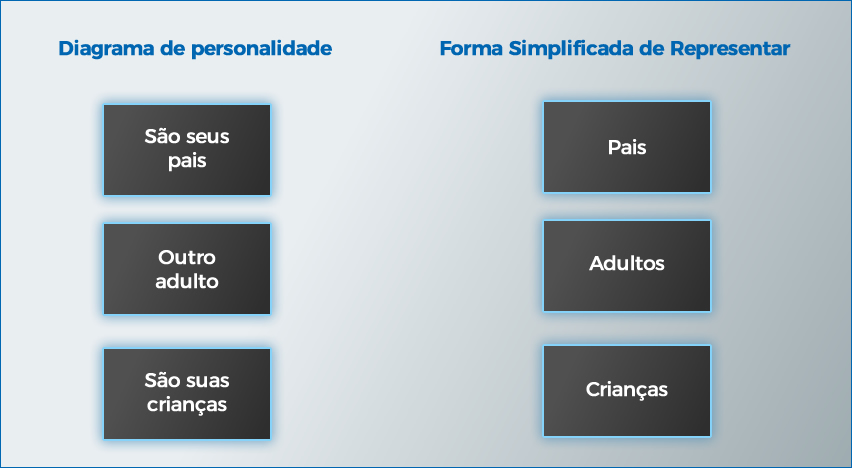 Diagrama de personalidade
Forma Simplificada de Representar
São seus
pais
Pais
Outro
adulto
Adultos
São suas
crianças
Crianças